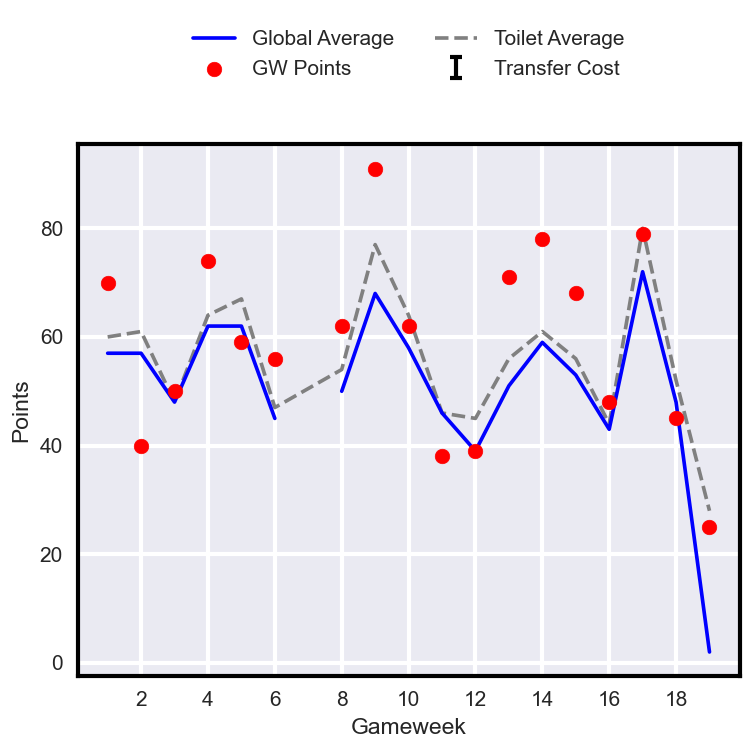 Global Average
Toilet Average
GW Points
Transfer Cost
80
60
40
20
0
Points
2 4 6 8 10 12 14 16 18
Gameweek